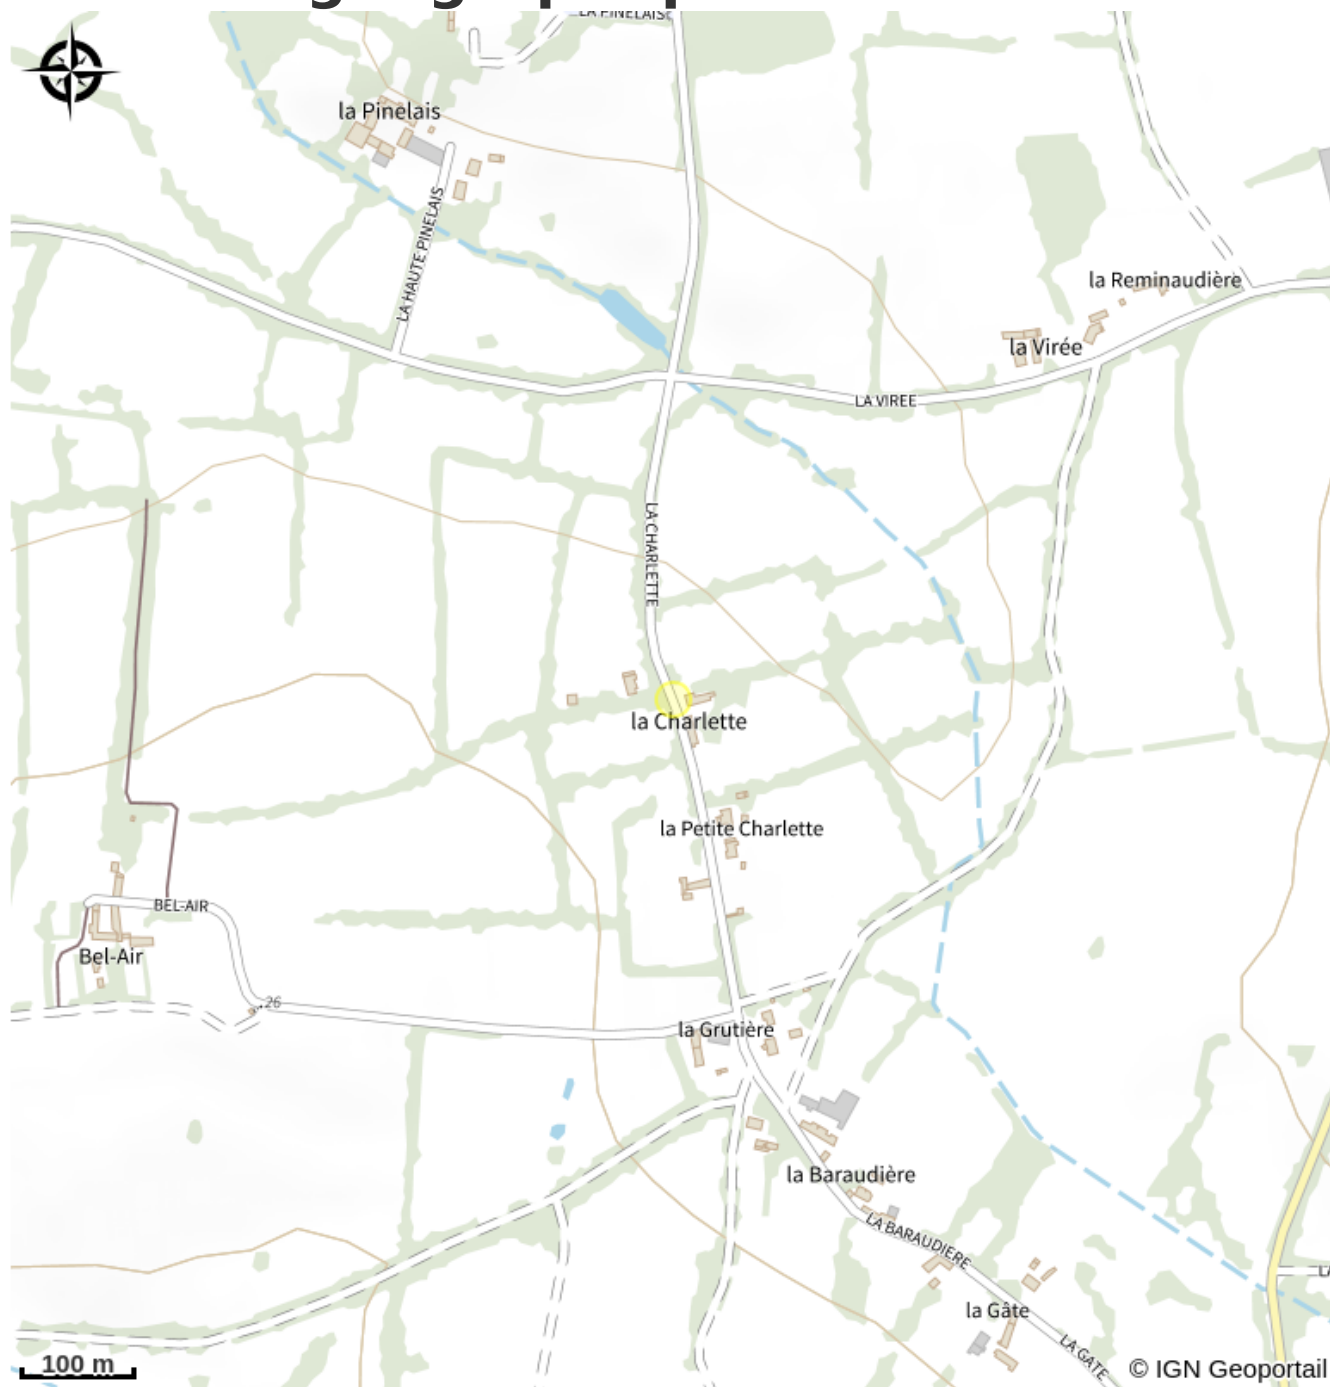 LA PINELAIS
la Pinelais
LA HAUTE PINELAIS
la Reminaudière
la Virée
LA VIREE
LA CHARLETTE
la Charlette
la Petite Charlette
BEL-AIR
Bel-Air
26
la Grutière
la Baraudière
LA BARAUDIERE
la Gâte
LA GATE
100 m
© IGN Geoportail